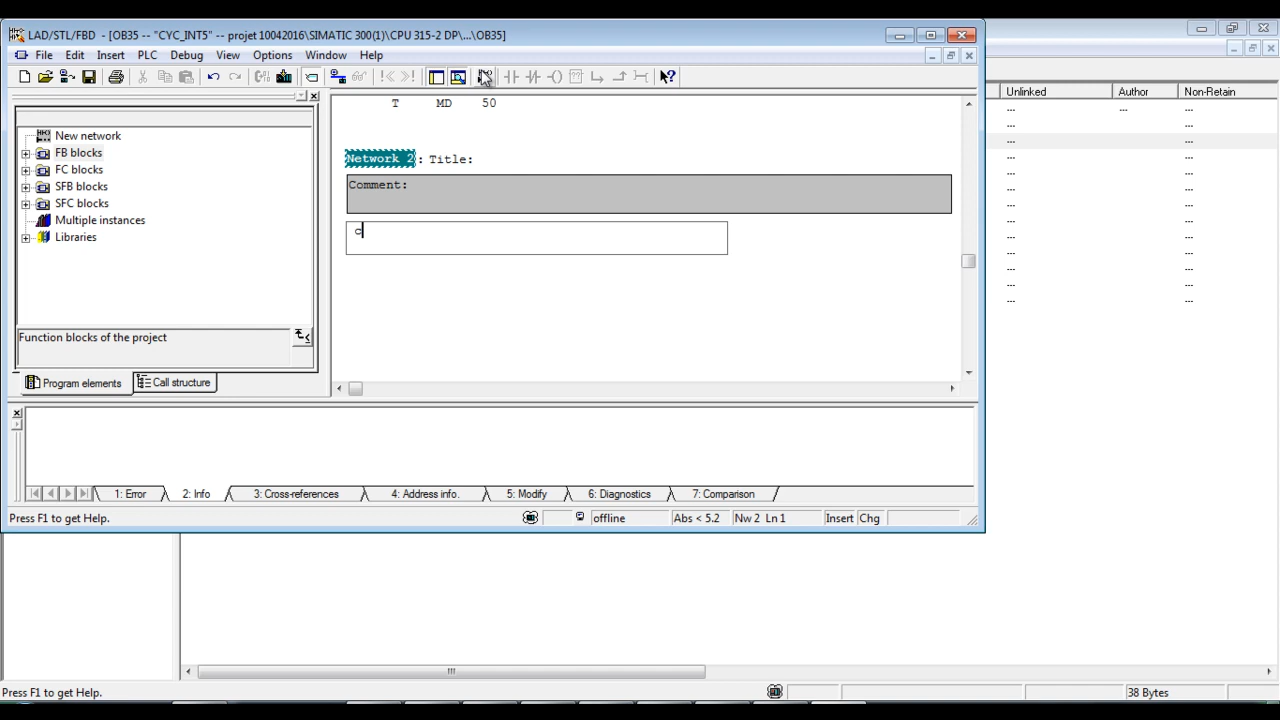 LAD/STL/FBD - [OB35 -- "CYC_INT5" -- projet 10042016\SIMATIC 300(1)\CPU 315-2 DP\...\OB35]
File Edit Insert PLC Debug View Options Window Help
T MD 50
New network
FB blocks
FC blocks
SFB blocks
SFC blocks
Multiple instances
Libraries
Function blocks of the project
Program elements Call structure
Network 2 : Title:
Comment:
c
1: Error 2: Info 3: Cross-references 4: Address info. 5: Modify 6: Diagnostics 7: Comparison
Press F1 to get Help. offline Abs < 5.2 Nw 2 Ln 1 Insert Chg
Unlinked Author Non-Retain
... ... ...
... ...
... ...
... ...
... ...
... ...
... ...
... ...
... ...
... ...
... ...
... ...
... ...
Press F1 to get Help. 38 Bytes